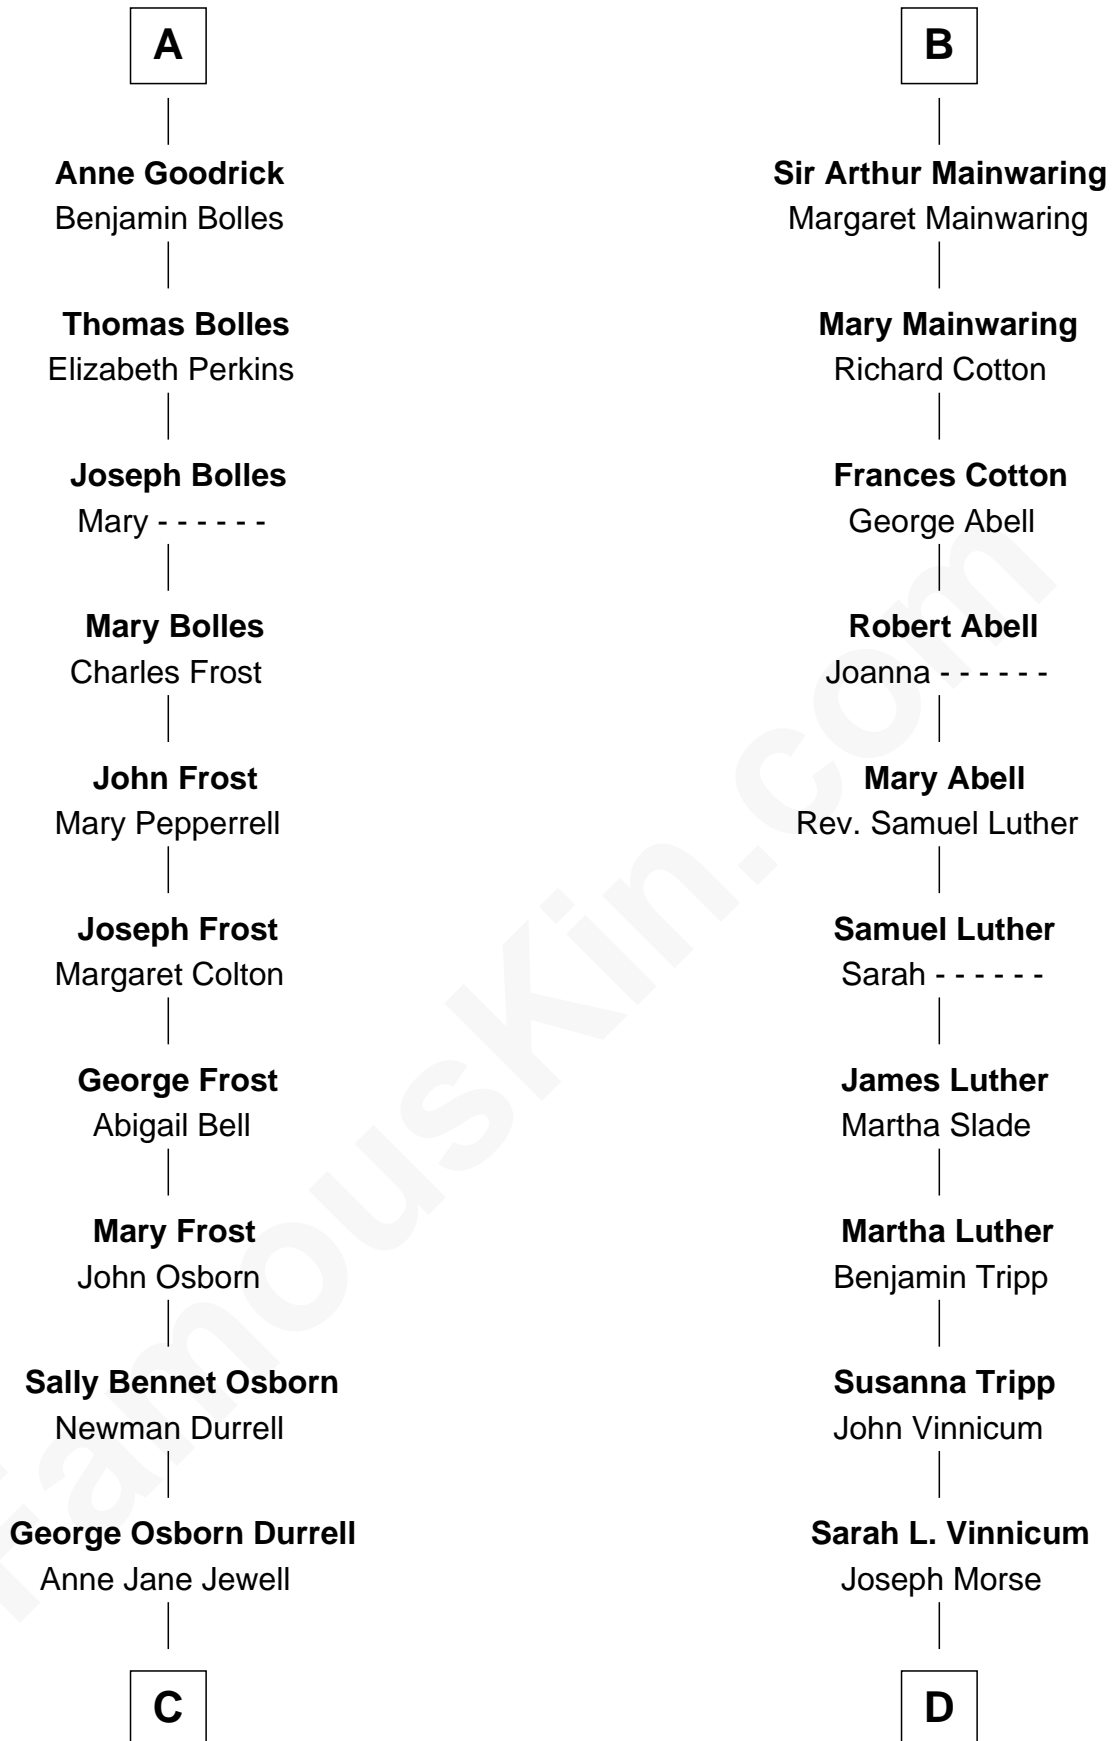 A
Anne Goodrick
Benjamin Bolles
Thomas Bolles
Elizabeth Perkins
Joseph Bolles
Mary - - - - - -
Mary Bolles
Charles Frost
John Frost
Mary Pepperrell
Joseph Frost
Margaret Colton
George Frost
Abigail Bell
Mary Frost
John Osborn
Sally Bennet Osborn
Newman Durrell
George Osborn Durrell
Anne Jane Jewell
C
B
Sir Arthur Mainwaring
Margaret Mainwaring
Mary Mainwaring
Richard Cotton
Frances Cotton
George Abell
Robert Abell
Joanna - - - - - -
Mary Abell
Rev. Samuel Luther
Samuel Luther
Sarah - - - - - -
James Luther
Martha Slade
Martha Luther
Benjamin Tripp
Susanna Tripp
John Vinnicum
Sarah L. Vinnicum
Joseph Morse
D
FamousKin.com